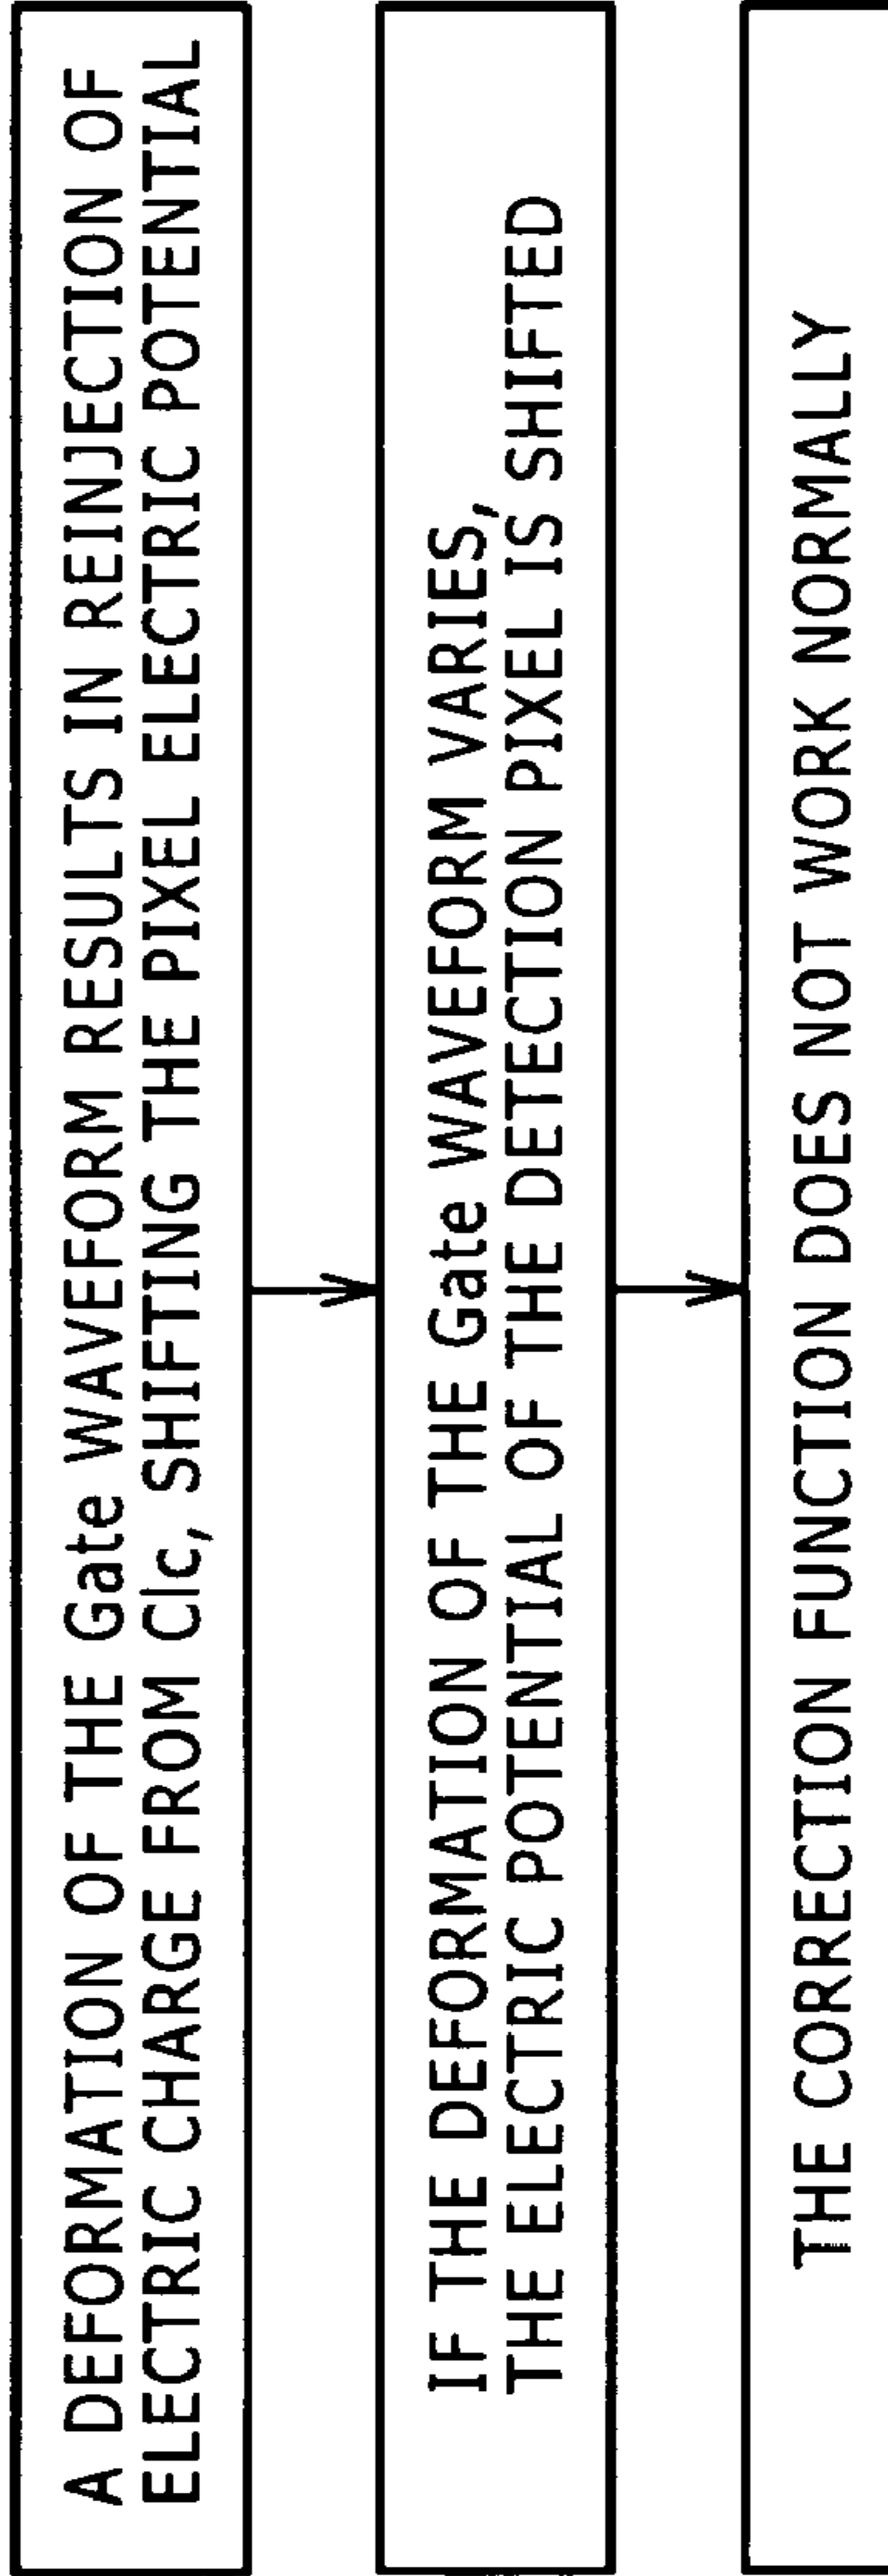 A DEFORMATION OF THE Gate WAVEFORM RESULTS IN REINJECTION OF
ELECTRIC CHARGE FROM Clc, SHIFTING THE PIXEL ELECTRIC POTENTIAL
IF THE DEFORMATION OF THE Gate WAVEFORM VARIES,
THE ELECTRIC POTENTIAL OF THE DETECTION PIXEL IS SHIFTED
THE CORRECTION FUNCTION DOES NOT WORK NORMALLY